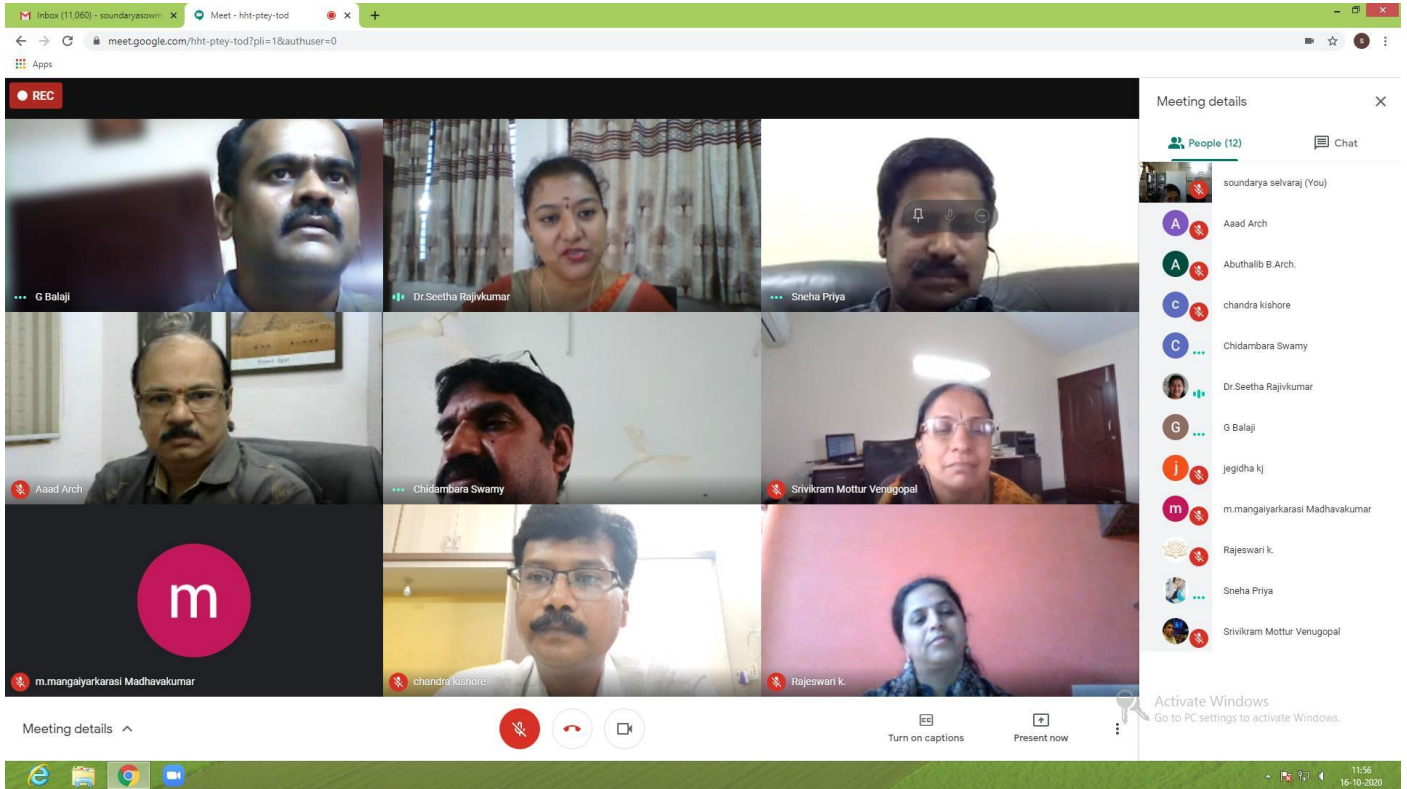 Inbox (11,060) - soundaryasowm
Meet - hht-ptey-tod
meet.google.com/hht-ptey-tod?pli=1&authuser=0
S
Apps
REC
G Balaji
Dr.Seetha Rajivkumar
Sneha Priya
Aaad Arch
Chidambara Swamy
Srivikram Mottur Venugopal
m
m.mangaiyarkarasi Madhavakumar
chandra kishore
Rajeswari k.
Meeting details
CC
Turn on captions
Present now
Meeting details
People (12)
Chat
soundarya selvaraj (You)
A
Aaad Arch
A
Abuthalib B.Arch.
c
chandra kishore
C
Chidambara Swamy
Dr.Seetha Rajivkumar
G
G Balaji
j
jegidha kj
m
m.mangaiyarkarasi Madhavakumar
Rajeswari k.
Sneha Priya
Srivikram Mottur Venugopal
Activate Windows
Go to PC settings to activate Windows.
11:56
16-10-2020